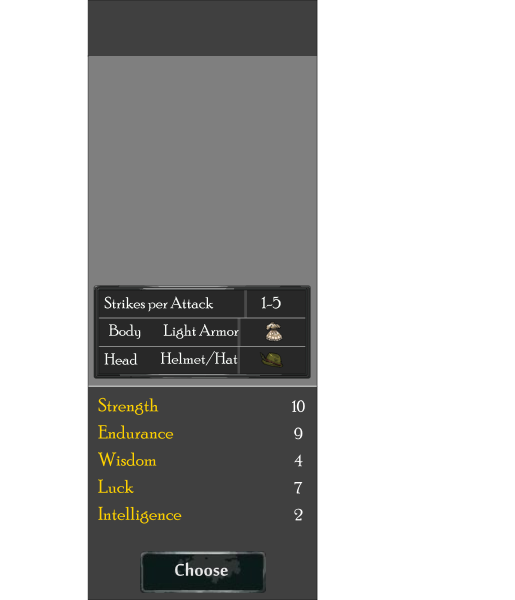 Strikes per Attack 1-5
Body Light Armor
Head Helmet/Hat
Strength 10
Endurance 9
Wisdom 4
Luck 7
Intelligence 2
Choose